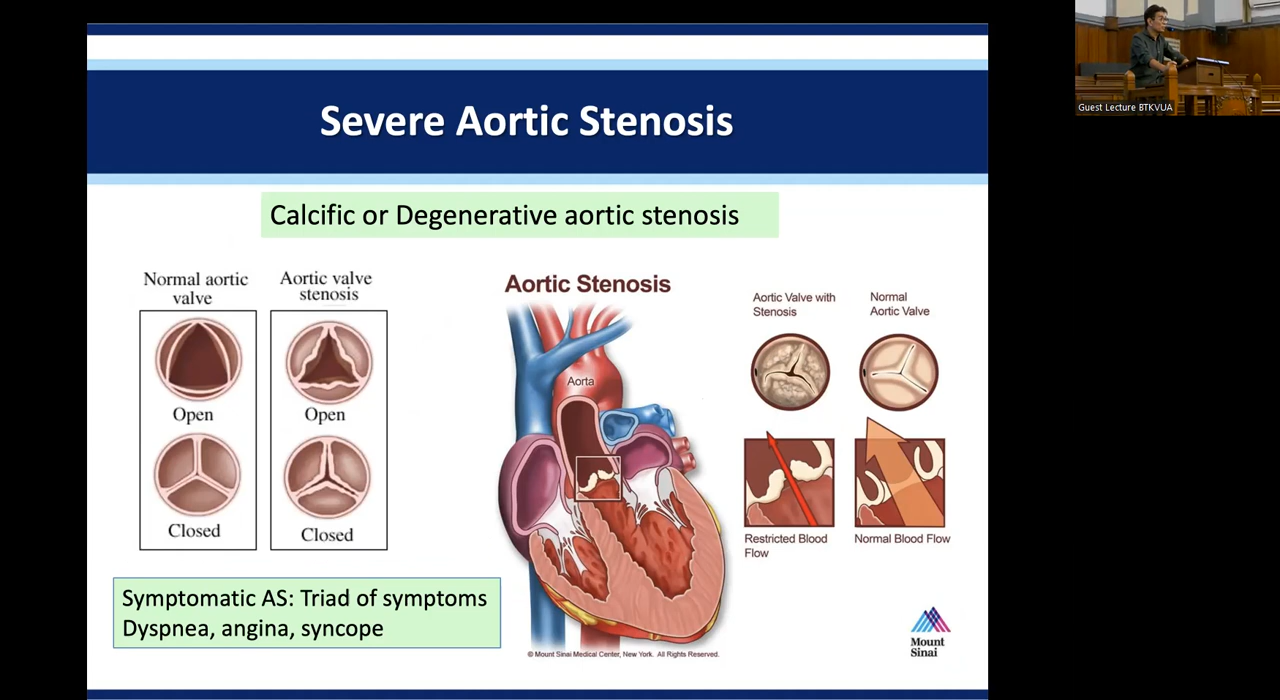 Severe Aortic Stenosis
Calcific or Degenerative aortic stenosis
Normal aortic
valve
Aortic valve
stenosis
Open
Open
Closed
Closed
Symptomatic AS: Triad of symptoms
Dyspnea, angina, syncope
Aortic Stenosis
Aorta
Aortic Valve with
Stenosis
Normal
Aortic Valve
Restricted Blood
Flow
Normal Blood Flow
© Mount Sinai Medical Center, New York. All Rights Reserved.
Mount
Sinai
Guest Lecture BTKVUA